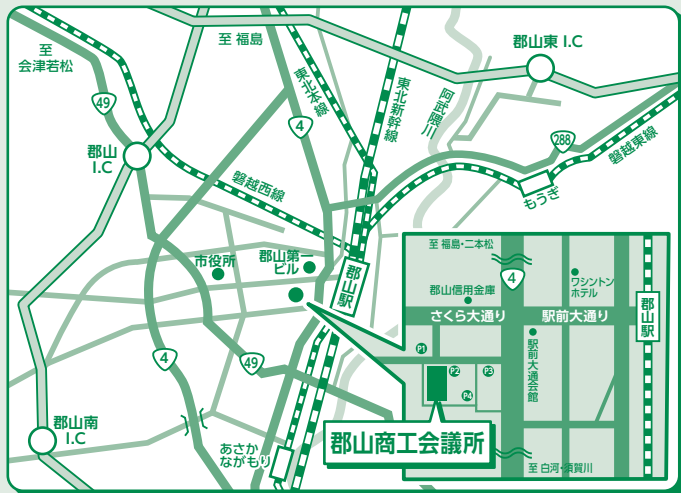 至
会津若松
至 福島
郡山東 I.C
49
東北本線
東北新幹線
阿武隈川
4
288
磐越東線
もうぎ
郡山
I.C
磐越西線
市役所
郡山第一
ビル
郡山駅
4
49
郡山南
I.C
あさか
ながもり
郡山商工会議所
至 福島・二本松
4
ワシントン
ホテル
郡山信用金庫
さくら大通り
駅前大通り
郡山駅
駅前大通会館
P1
P2
P3
P4
至 白河・須賀川